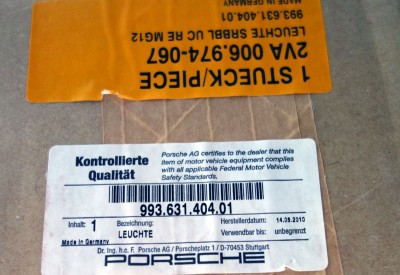 MADE IN GERMANY
993.631.404.01
LEUCHTE SRBBL UC RE MG12
2VA 006.974-067
1 STUECK/PIECE
Kontrollierte
Qualität
Porsche AG certifies to the dealer that this
item of motor vehicle equipment complies
with all applicable Federal Motor Vehicle
Safety Standards.
993.631.404.01
Inhalt: 1 Bezeichnung: LEUCHTE
Herstellerdatum: 14.05.2010
Made in Germany
Verwendbar bis: unbegrenzt
Dr. Ing. h.c. F. Porsche AG / Porscheplatz 1 / D-70453 Stuttgart
PORSCHE